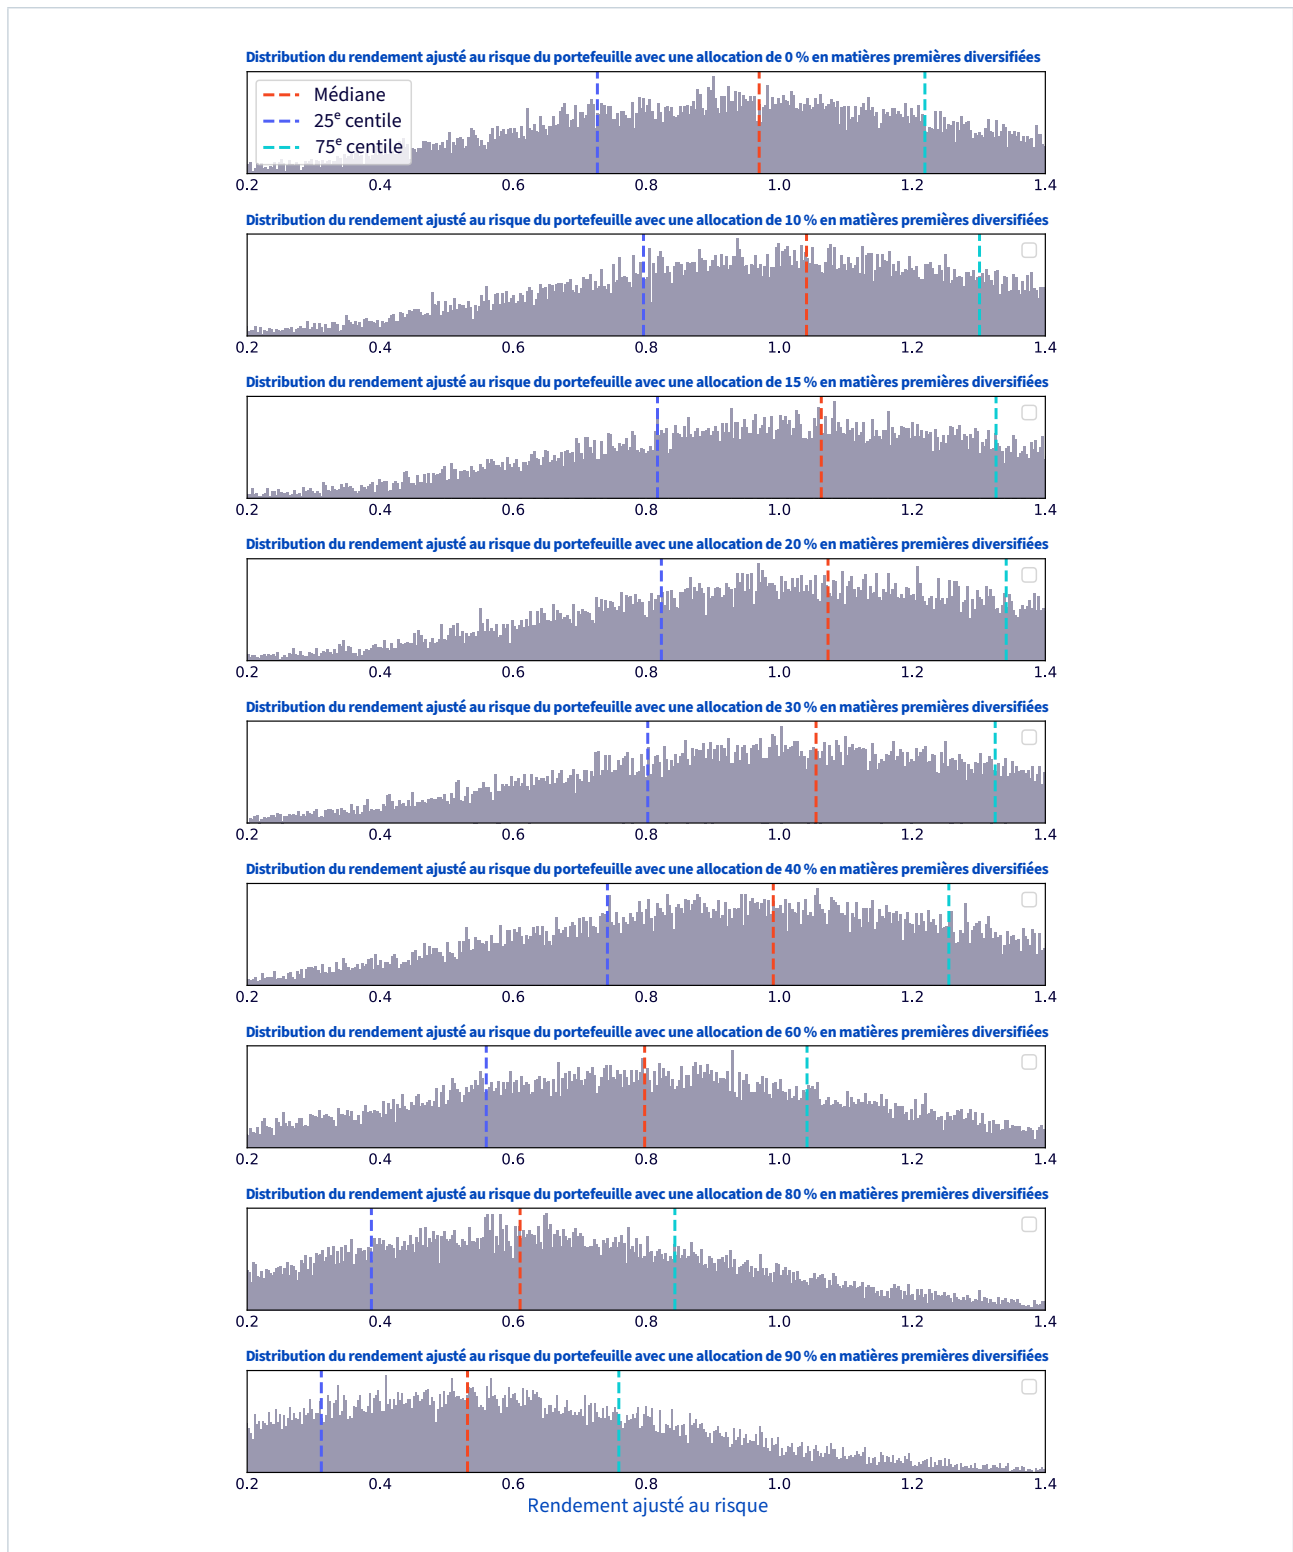 Distribution du rendement ajusté au risque du portefeuille avec une allocation de 0 % en matières premières diversifiées
Médiane
25e centile
75e centile
0.2 0.4 0.6 0.8 1.0 1.2 1.4
Distribution du rendement ajusté au risque du portefeuille avec une allocation de 10 % en matières premières diversifiées
0.2 0.4 0.6 0.8 1.0 1.2 1.4
Distribution du rendement ajusté au risque du portefeuille avec une allocation de 15 % en matières premières diversifiées
0.2 0.4 0.6 0.8 1.0 1.2 1.4
Distribution du rendement ajusté au risque du portefeuille avec une allocation de 20 % en matières premières diversifiées
0.2 0.4 0.6 0.8 1.0 1.2 1.4
Distribution du rendement ajusté au risque du portefeuille avec une allocation de 30 % en matières premières diversifiées
0.2 0.4 0.6 0.8 1.0 1.2 1.4
Distribution du rendement ajusté au risque du portefeuille avec une allocation de 40 % en matières premières diversifiées
0.2 0.4 0.6 0.8 1.0 1.2 1.4
Distribution du rendement ajusté au risque du portefeuille avec une allocation de 60 % en matières premières diversifiées
0.2 0.4 0.6 0.8 1.0 1.2 1.4
Distribution du rendement ajusté au risque du portefeuille avec une allocation de 80 % en matières premières diversifiées
0.2 0.4 0.6 0.8 1.0 1.2 1.4
Distribution du rendement ajusté au risque du portefeuille avec une allocation de 90 % en matières premières diversifiées
0.2 0.4 0.6 0.8 1.0 1.2 1.4
Rendement ajusté au risque